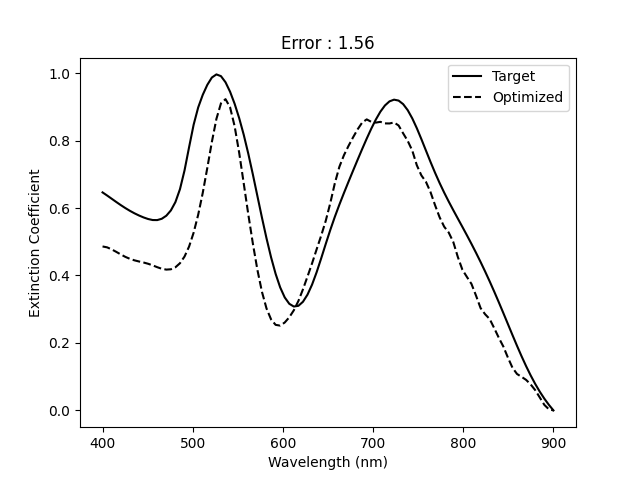 Error : 1.56
Target
Optimized
Extinction Coefficient
1.0
0.8
0.6
0.4
0.2
0.0
400 500 600 700 800 900
Wavelength (nm)